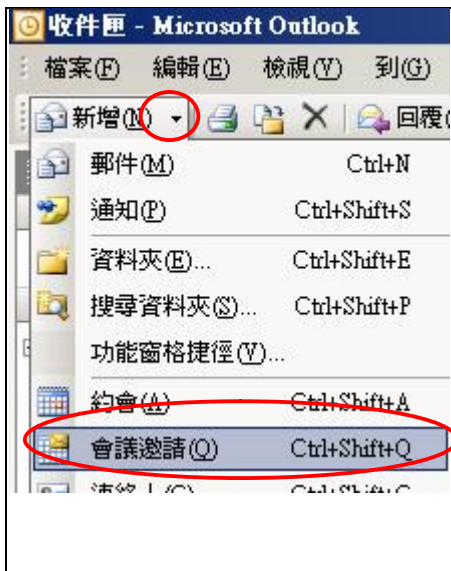 收件匣 - Microsoft Outlook
檔案(F) 編輯(E) 檢視(V) 到(G)
新增(N) 回覆(
郵件(M) Ctrl+N
通知(P) Ctrl+Shift+S
資料夾(E)... Ctrl+Shift+E
搜尋資料夾(S)... Ctrl+Shift+P
功能窗格捷徑(V)...
約會(A) Ctrl+Shift+A
會議邀請(Q) Ctrl+Shift+Q